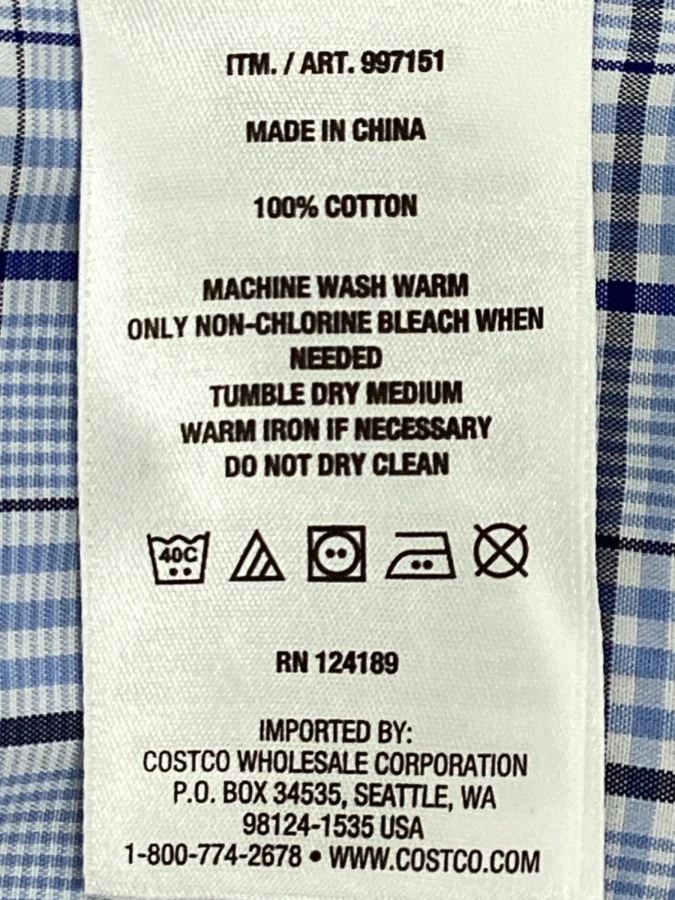 ITM. / ART. 997151
MADE IN CHINA
100% COTTON
MACHINE WASH WARM
ONLY NON-CHLORINE BLEACH WHEN
NEEDED
TUMBLE DRY MEDIUM
WARM IRON IF NECESSARY
DO NOT DRY CLEAN
40C
RN 124189
IMPORTED BY:
COSTCO WHOLESALE CORPORATION
P.O. BOX 34535, SEATTLE, WA
98124-1535 USA
1-800-774-2678 • WWW.COSTCO.COM